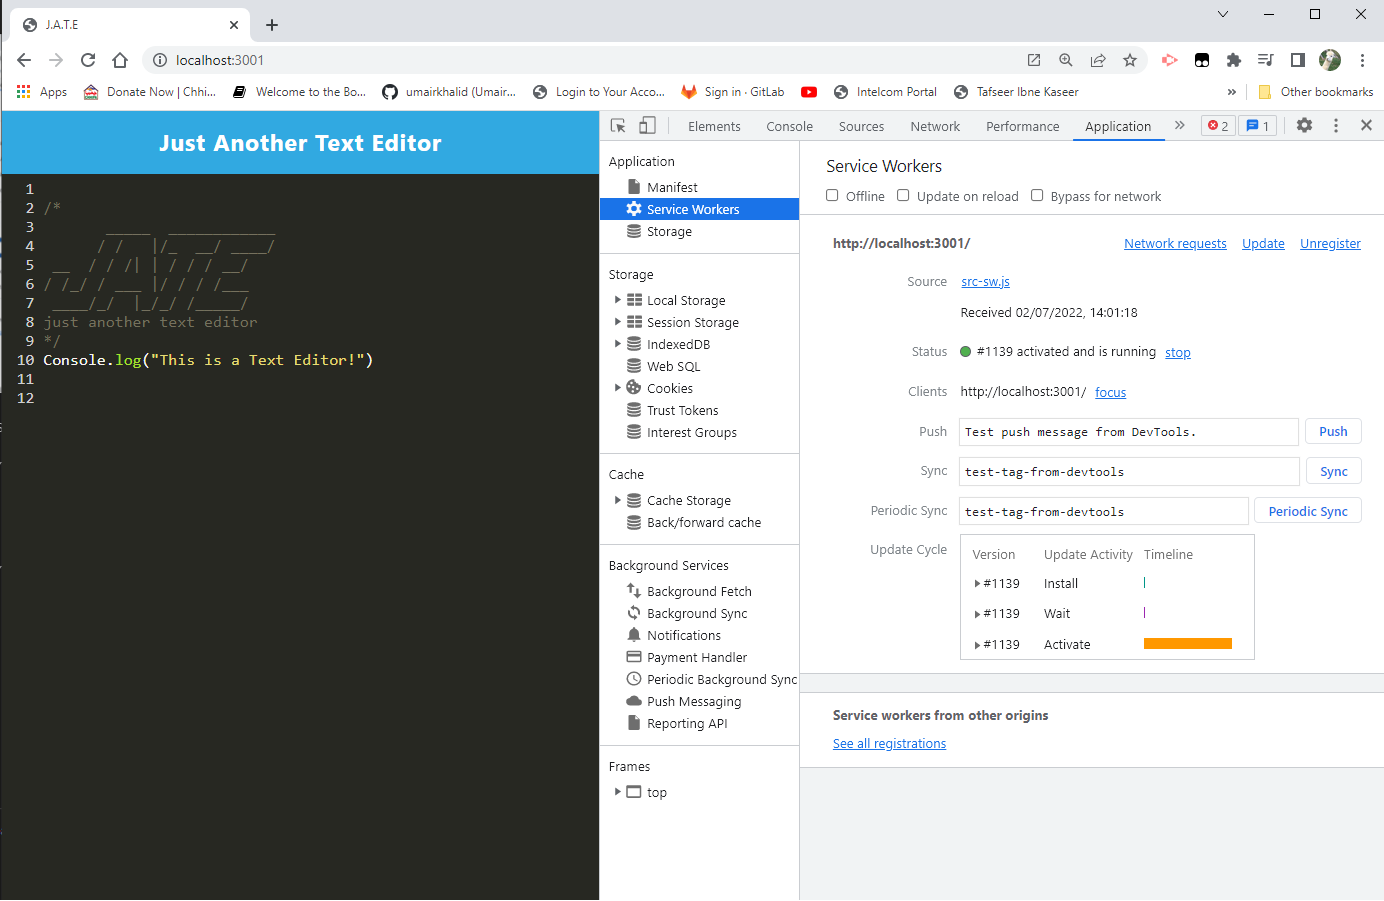 J.A.T.E
localhost:3001
Apps
Donate Now | Chhi...
Welcome to the Bo...
umairkhalid (Umair...
Login to Your Acco...
Sign in · GitLab
Intelcom Portal
Tafseer Ibne Kaseer
»
Other bookmarks
Just Another Text Editor
1
2 /*
3 _____  ____________
4 / /   |/_  __/ ____/
5 __  / / /| | / / / __/
6 / /_/ / ___ |/ / / /___
7 ____/_/  |_/_/ /_____/
8 just another text editor
9 */
10 Console.log("This is a Text Editor!")
11
12
Elements Console Sources Network Performance Application » 2 1
Application
Manifest
Service Workers
Storage
Storage
Local Storage
Session Storage
IndexedDB
Web SQL
Cookies
Trust Tokens
Interest Groups
Cache
Cache Storage
Back/forward cache
Background Services
Background Fetch
Background Sync
Notifications
Payment Handler
Periodic Background Sync
Push Messaging
Reporting API
Frames
top
Service Workers
Offline Update on reload Bypass for network
http://localhost:3001/ Network requests Update Unregister
Source src-sw.js
Received 02/07/2022, 14:01:18
Status #1139 activated and is running stop
Clients http://localhost:3001/ focus
Push Test push message from DevTools. Push
Sync test-tag-from-devtools Sync
Periodic Sync test-tag-from-devtools Periodic Sync
Update Cycle Version Update Activity Timeline
#1139 Install
#1139 Wait
#1139 Activate
Service workers from other origins
See all registrations